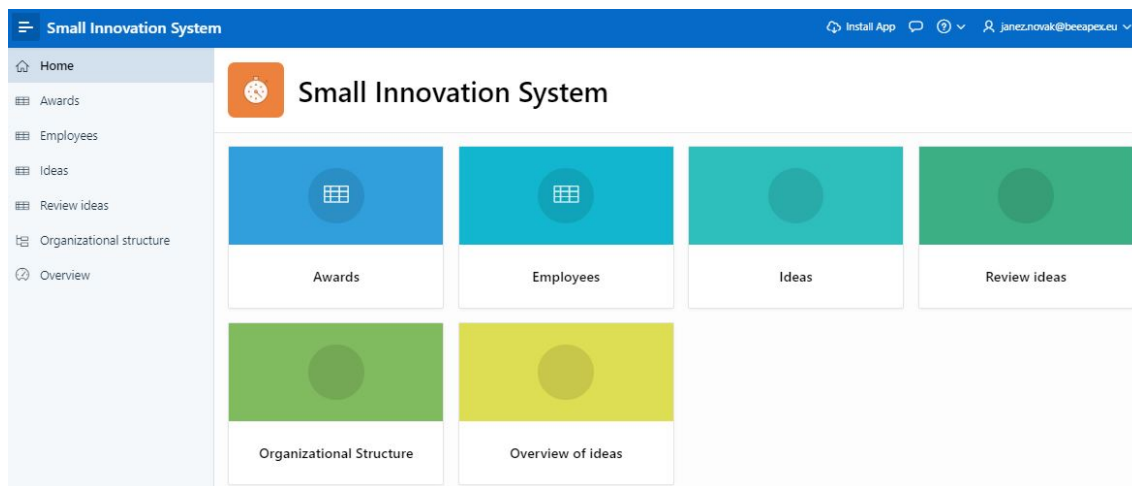 Small Innovation System
Install App
janez.novak@beeapex.eu
Home
Awards
Employees
Ideas
Review ideas
Organizational structure
Overview
Small Innovation System
Awards
Employees
Ideas
Review ideas
Organizational Structure
Overview of ideas